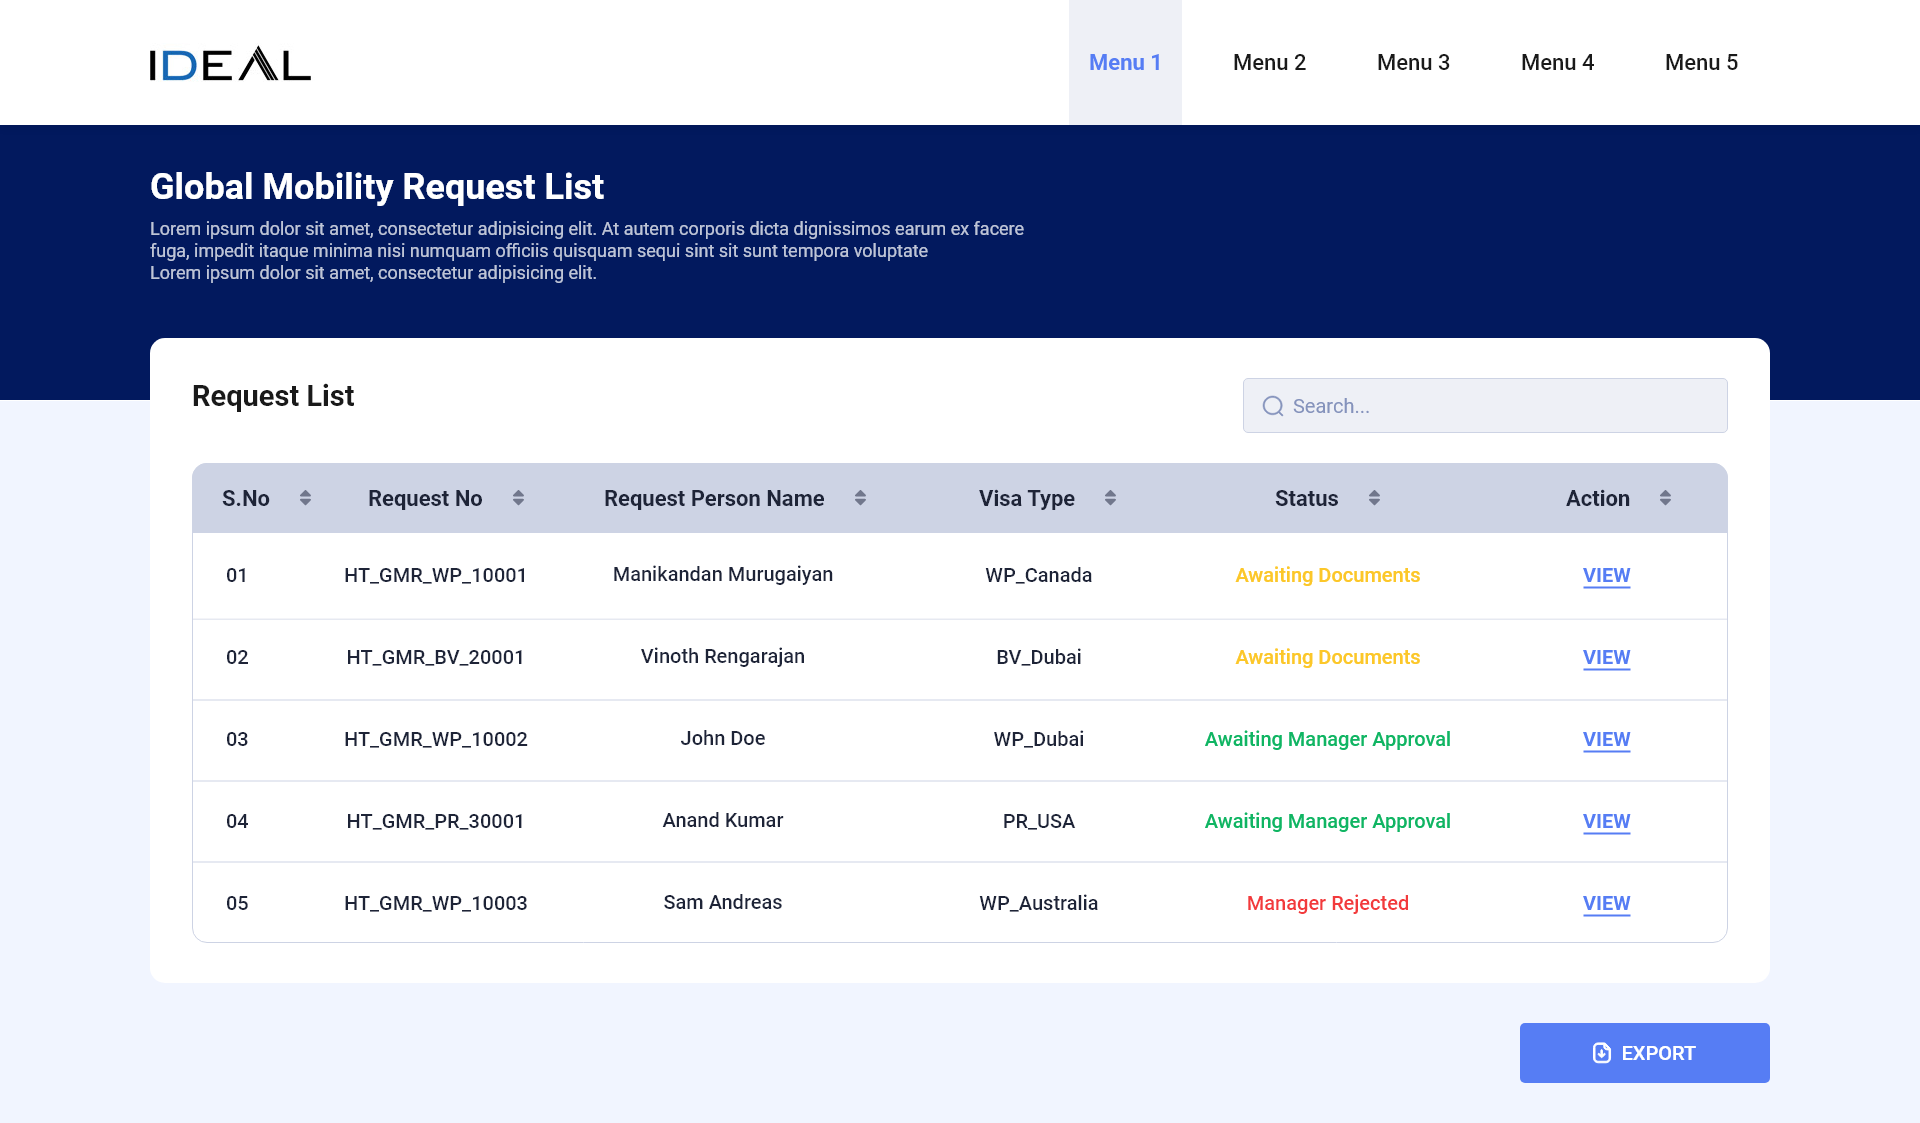 IDEAL
Menu 1 Menu 2 Menu 3 Menu 4 Menu 5
Global Mobility Request List
Lorem ipsum dolor sit amet, consectetur adipisicing elit. At autem corporis dicta dignissimos earum ex facere
fuga, impedit itaque minima nisi numquam officiis quisquam sequi sint sit sunt tempora voluptate
Lorem ipsum dolor sit amet, consectetur adipisicing elit.
Request List
Search...
S.No Request No Request Person Name Visa Type Status Action
01 HT_GMR_WP_10001 Manikandan Murugaiyan WP_Canada Awaiting Documents VIEW
02 HT_GMR_BV_20001 Vinoth Rengarajan BV_Dubai Awaiting Documents VIEW
03 HT_GMR_WP_10002 John Doe WP_Dubai Awaiting Manager Approval VIEW
04 HT_GMR_PR_30001 Anand Kumar PR_USA Awaiting Manager Approval VIEW
05 HT_GMR_WP_10003 Sam Andreas WP_Australia Manager Rejected VIEW
EXPORT